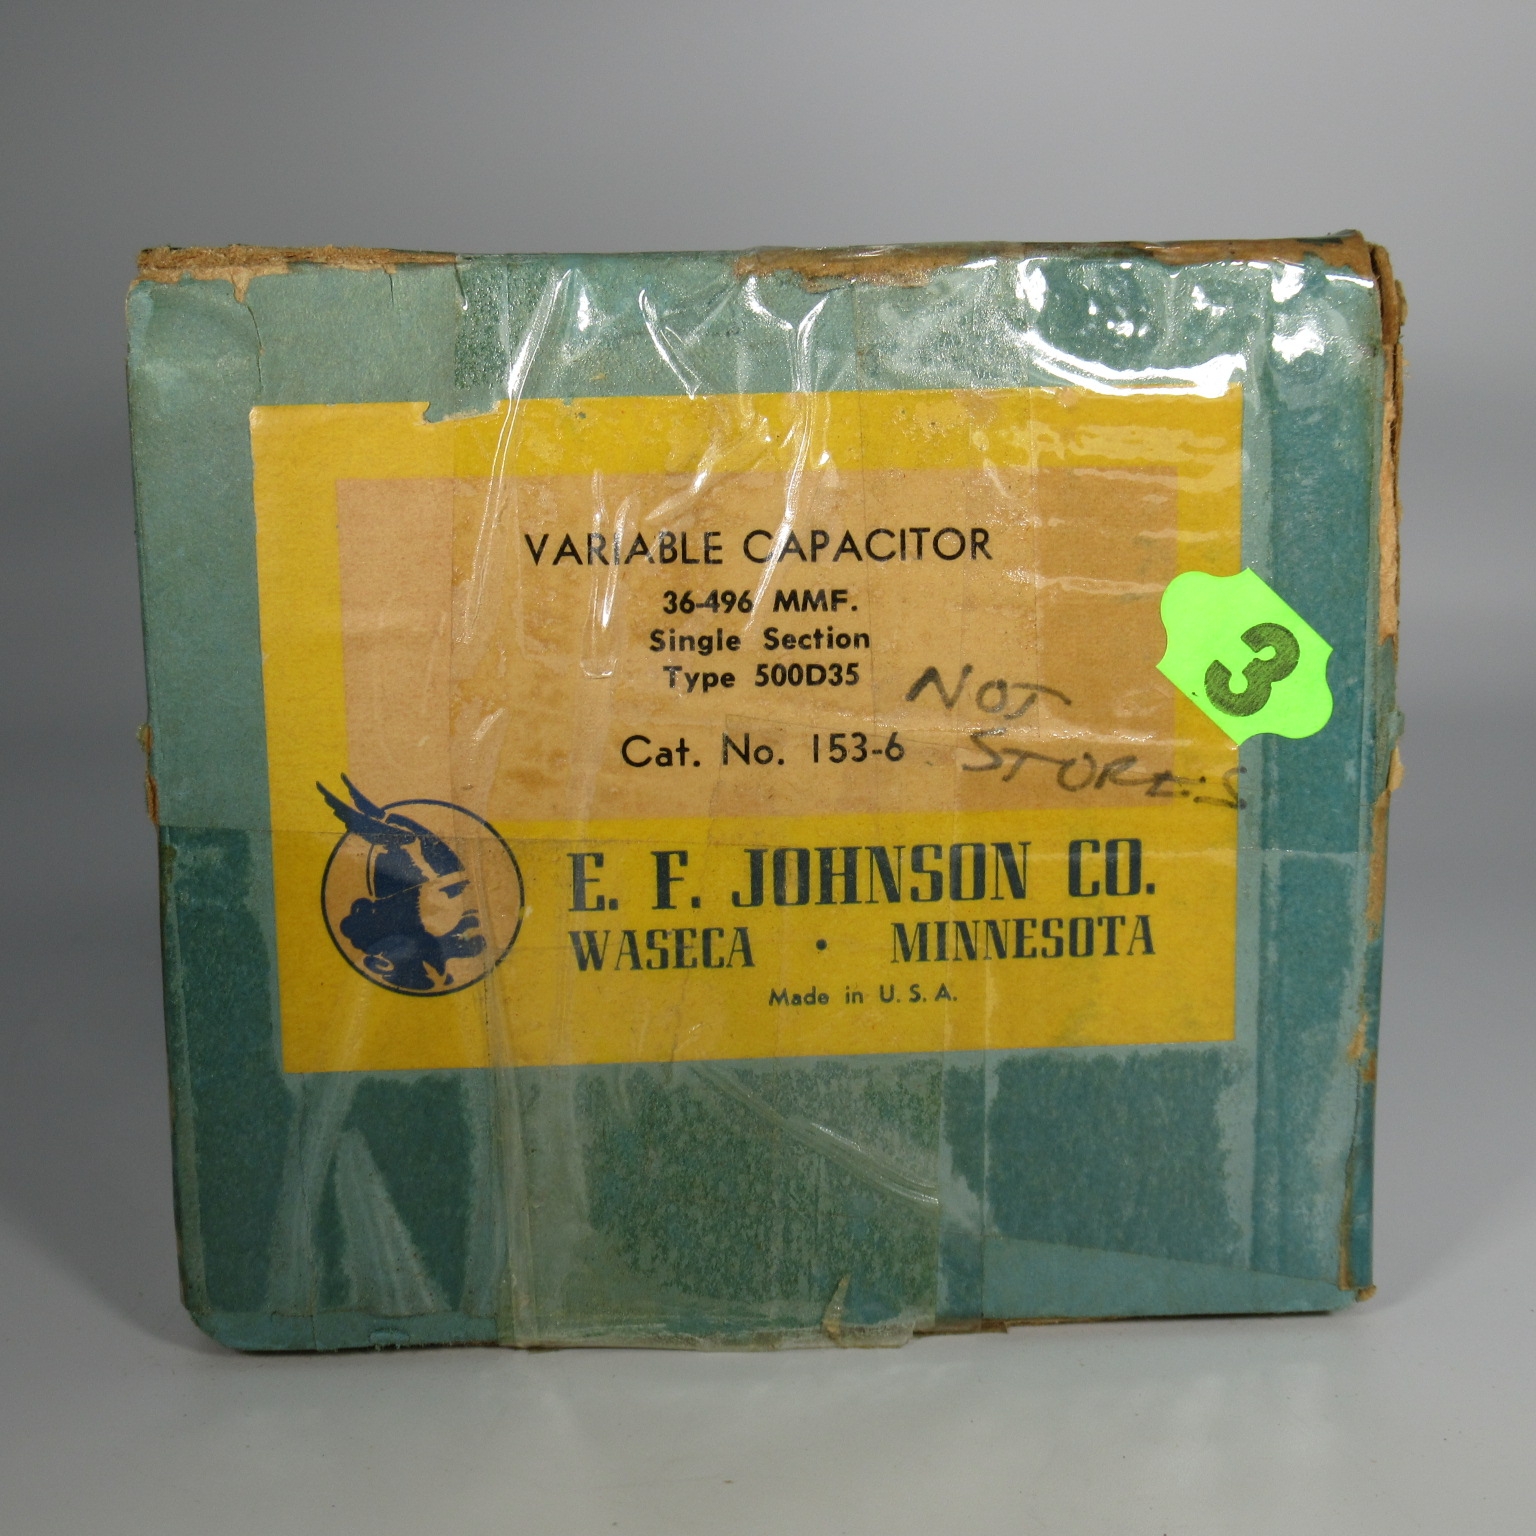 VARIABLE CAPACITOR
36-496 MMF.
Single Section
Type 500D35
NOT
STORES
Cat. No. 153-6
3
E. F. JOHNSON CO.
WASECA • MINNESOTA
Made in U. S. A.